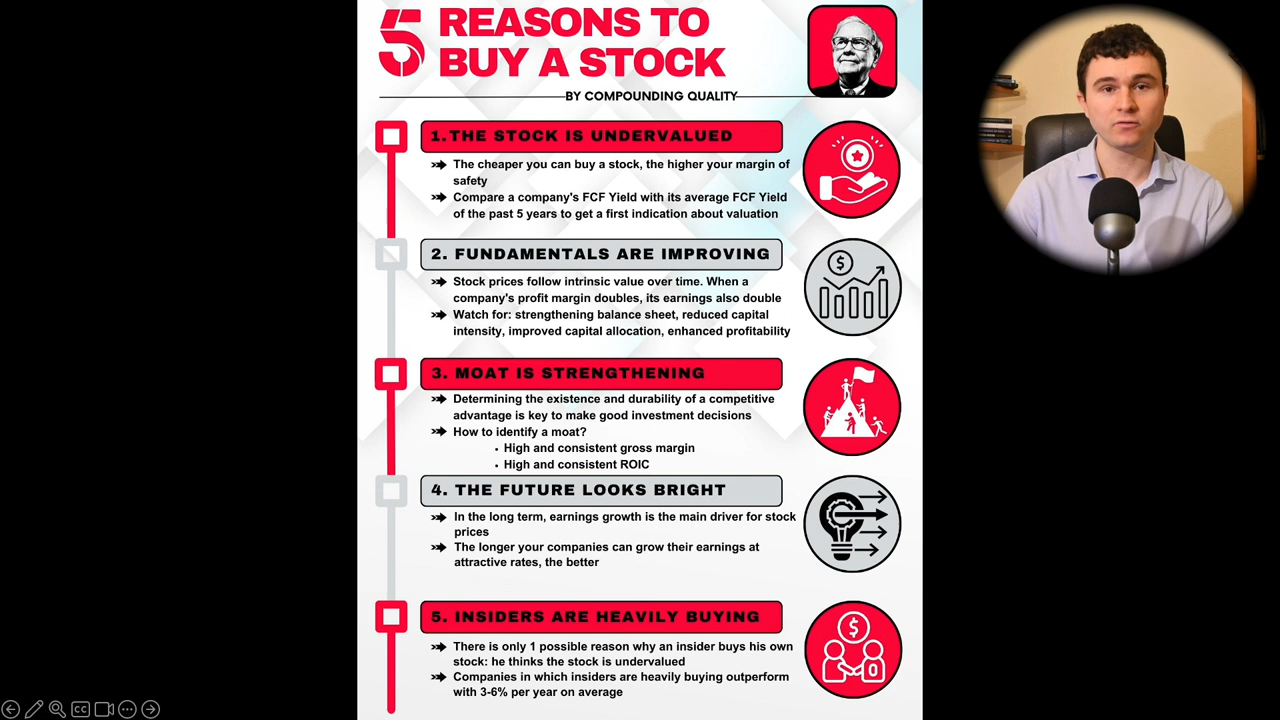 5 REASONS TO
BUY A STOCK
BY COMPOUNDING QUALITY
1. THE STOCK IS UNDERVALUED
The cheaper you can buy a stock, the higher your margin of
safety
Compare a company's FCF Yield with its average FCF Yield
of the past 5 years to get a first indication about valuation
2. FUNDAMENTALS ARE IMPROVING
Stock prices follow intrinsic value over time. When a
company's profit margin doubles, its earnings also double
Watch for: strengthening balance sheet, reduced capital
intensity, improved capital allocation, enhanced profitability
$
3. MOAT IS STRENGTHENING
Determining the existence and durability of a competitive
advantage is key to make good investment decisions
How to identify a moat?
• High and consistent gross margin
• High and consistent ROIC
4. THE FUTURE LOOKS BRIGHT
In the long term, earnings growth is the main driver for stock
prices
The longer your companies can grow their earnings at
attractive rates, the better
5. INSIDERS ARE HEAVILY BUYING
There is only 1 possible reason why an insider buys his own
stock: he thinks the stock is undervalued
Companies in which insiders are heavily buying outperform
with 3-6% per year on average
$
CC